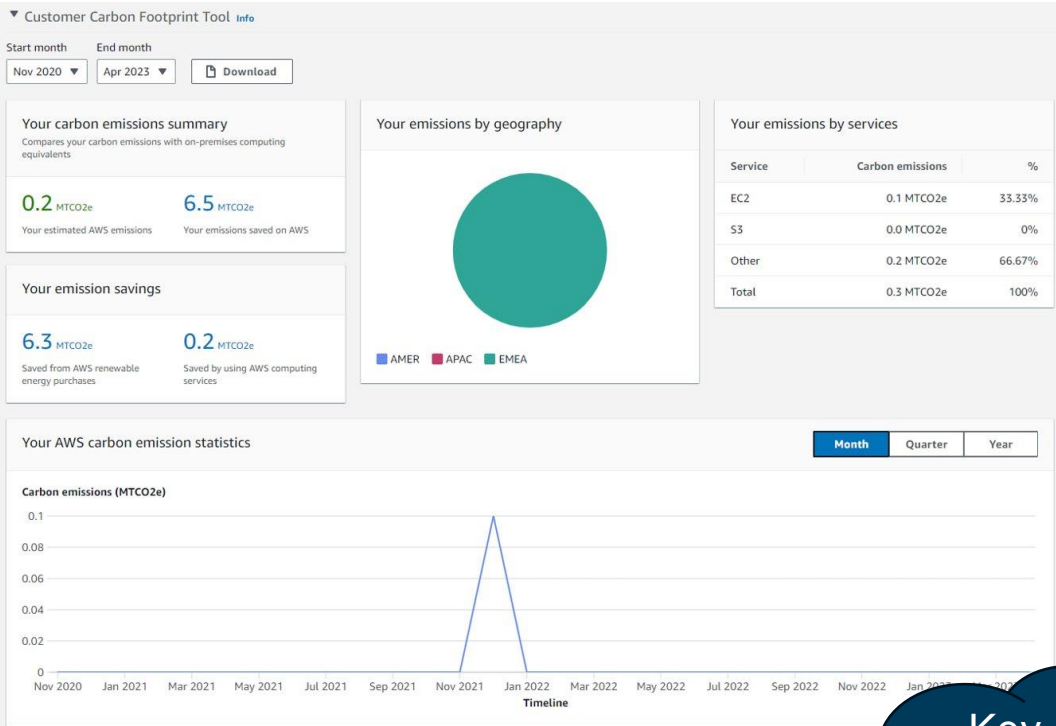 Customer Carbon Footprint Tool Info
Start month End month
Nov 2020 Apr 2023 Download
Your carbon emissions summary
Compares your carbon emissions with on-premises computing
equivalents
0.2 MTCO2e 6.5 MTCO2e
Your estimated AWS emissions Your emissions saved on AWS
Your emission savings
6.3 MTCO2e 0.2 MTCO2e
Saved from AWS renewable Saved by using AWS computing
energy purchases services
Your emissions by geography
AMER APAC EMEA
Your emissions by services
Service Carbon emissions %
EC2 0.1 MTCO2e 33.33%
S3 0.0 MTCO2e 0%
Other 0.2 MTCO2e 66.67%
Total 0.3 MTCO2e 100%
Your AWS carbon emission statistics
Month Quarter Year
Carbon emissions (MTCO2e)
0.1
0.08
0.06
0.04
0.02
0
Nov 2020 Jan 2021 Mar 2021 May 2021 Jul 2021 Sep 2021 Nov 2021 Jan 2022 Mar 2022 May 2022 Jul 2022 Sep 2022 Nov 2022 Jan
Timeline